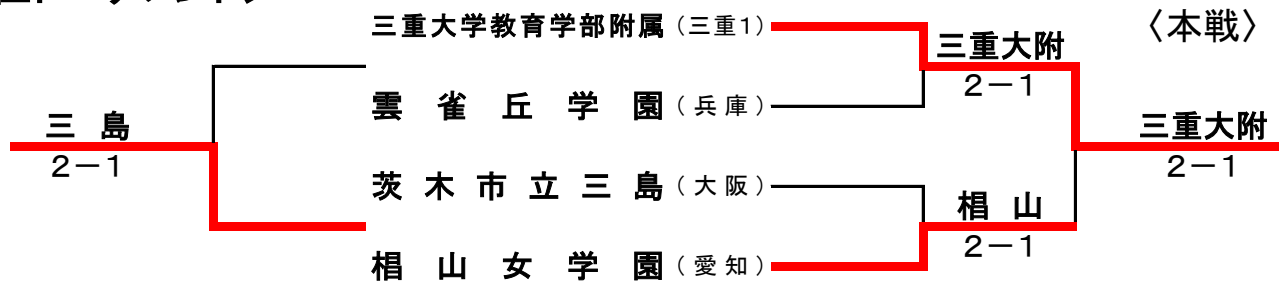 三重大学教育学部附属(三重1)
〈本戦〉
三重大附
2-1
雲雀丘学園(兵庫)
三島
2-1
三重大附
2-1
茨木市立三島(大阪)
椙山
2-1
椙山女学園(愛知)